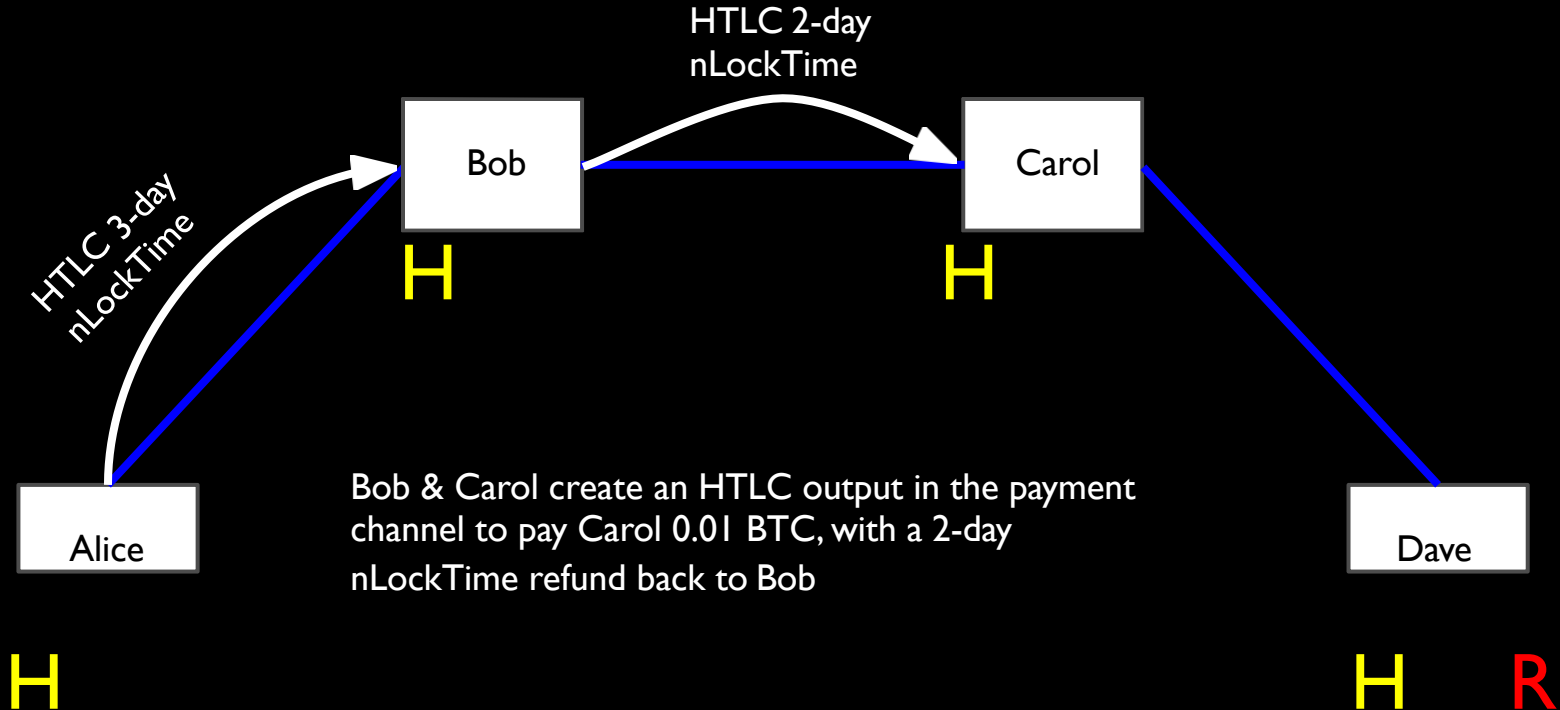 HTLC 2-day
nLockTime
Bob
Carol
HTLC 3-day
nLockTime
H
H
Bob & Carol create an HTLC output in the payment
channel to pay Carol 0.01 BTC, with a 2-day
nLockTime refund back to Bob
Alice
Dave
H
H R